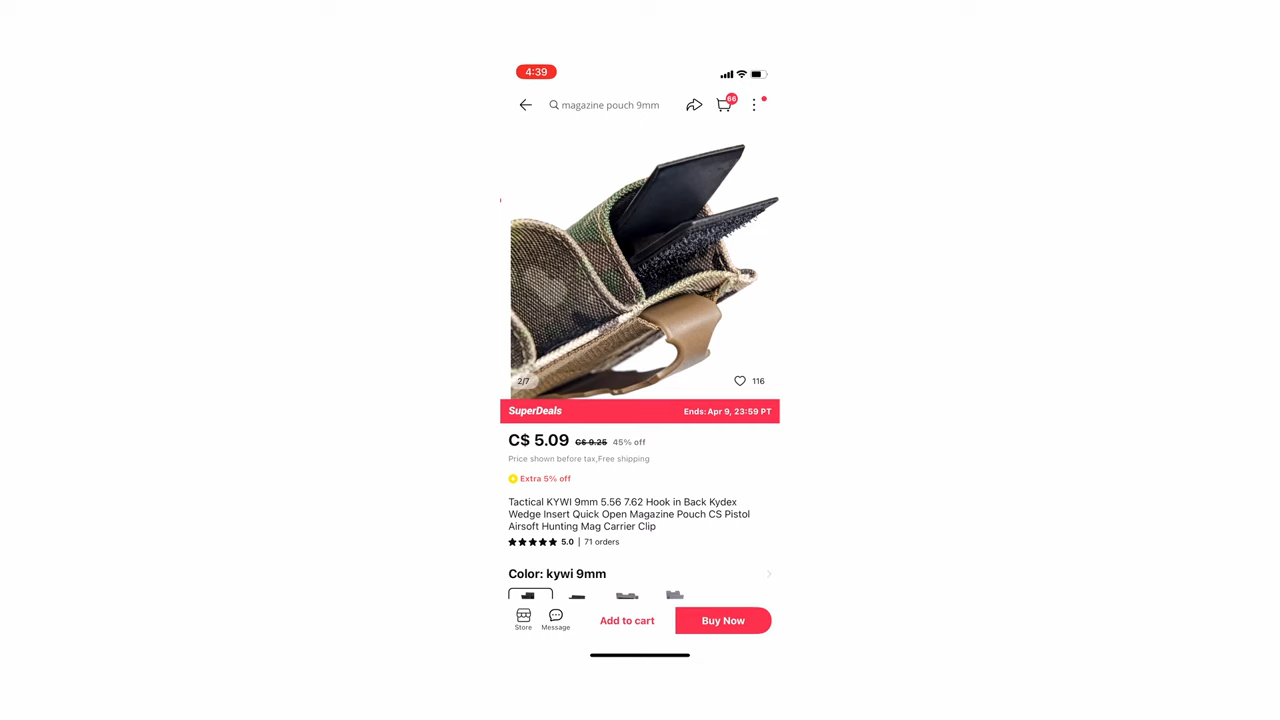 4:39
magazine pouch 9mm
66
2/7
116
SuperDeals
Ends: Apr 9, 23:59 PT
C$ 5.09 C$ 9.25 45% off
Price shown before tax,Free shipping
Extra 5% off
Tactical KYWI 9mm 5.56 7.62 Hook in Back Kydex
Wedge Insert Quick Open Magazine Pouch CS Pistol
Airsoft Hunting Mag Carrier Clip
5.0 | 71 orders
Color: kywi 9mm
Store
Message
Add to cart
Buy Now